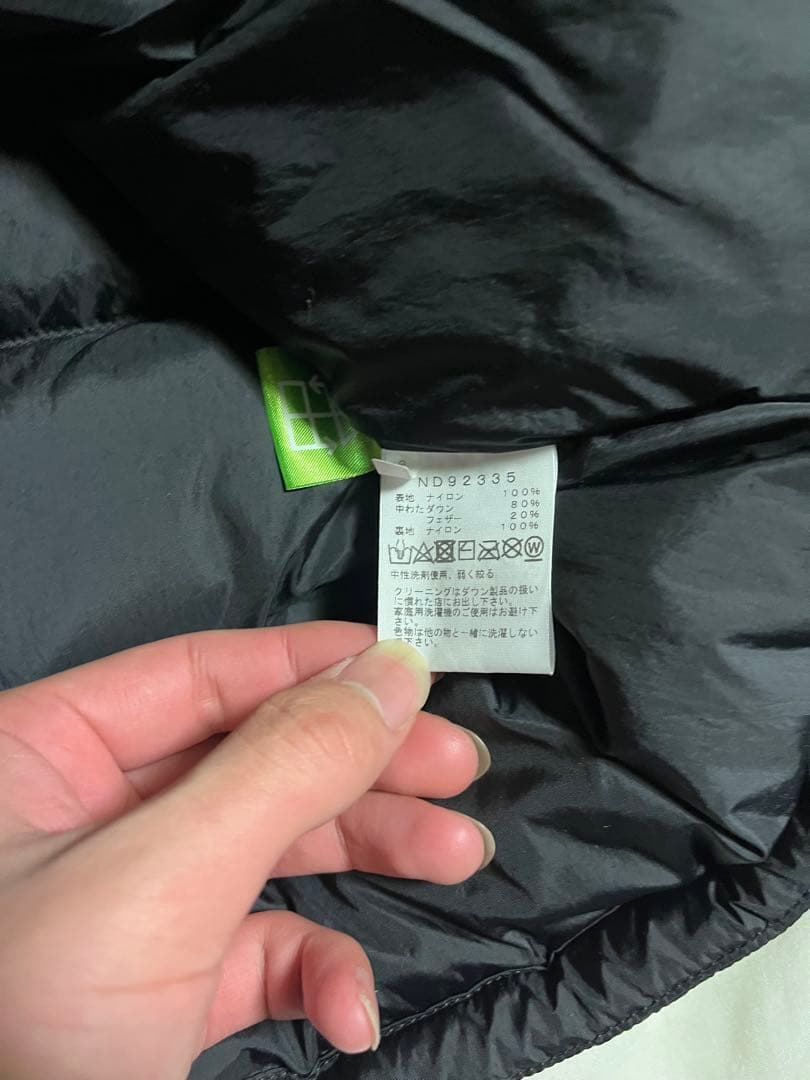 ND92335
表地 ナイロン 100%
中わたダウン 80%
フェザー 20%
裏地 ナイロン 100%
W
中性洗剤使用、弱く絞る
クリーニングはダウン製品の扱い
に慣れた店にお出し下さい。
家庭用洗濯機のご使用はお避け下
さい。
色物は他の物と一緒に洗濯しない
下さい。